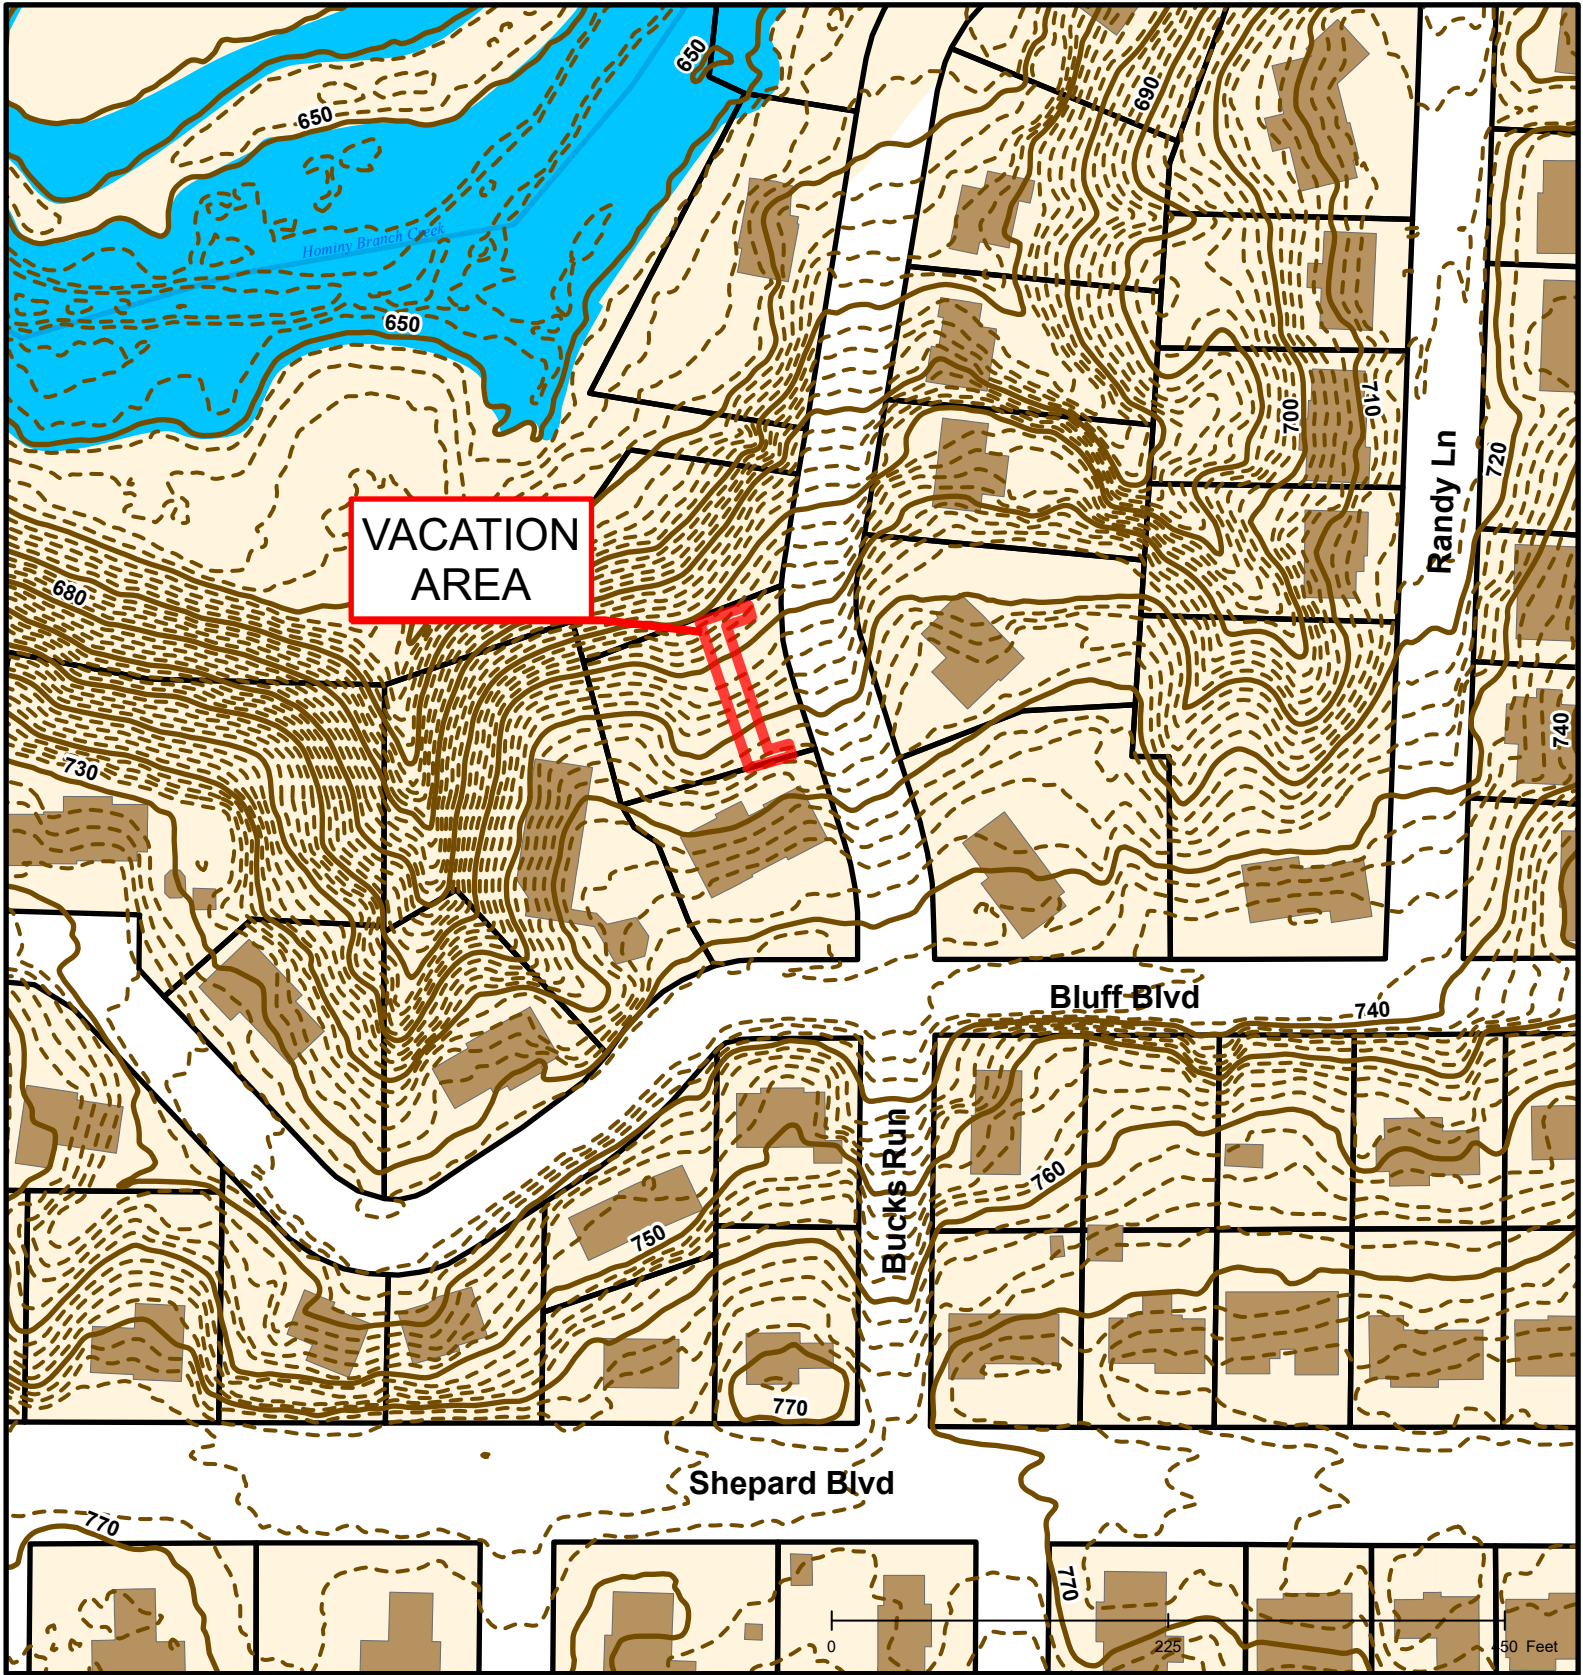 650
690
650
Hominy Branch Creek
650
710
700
720
Randy Ln
VACATION
AREA
680
740
730
Bluff Blvd
740
Bucks Run
760
750
770
Shepard Blvd
770
770
0 225 450 Feet